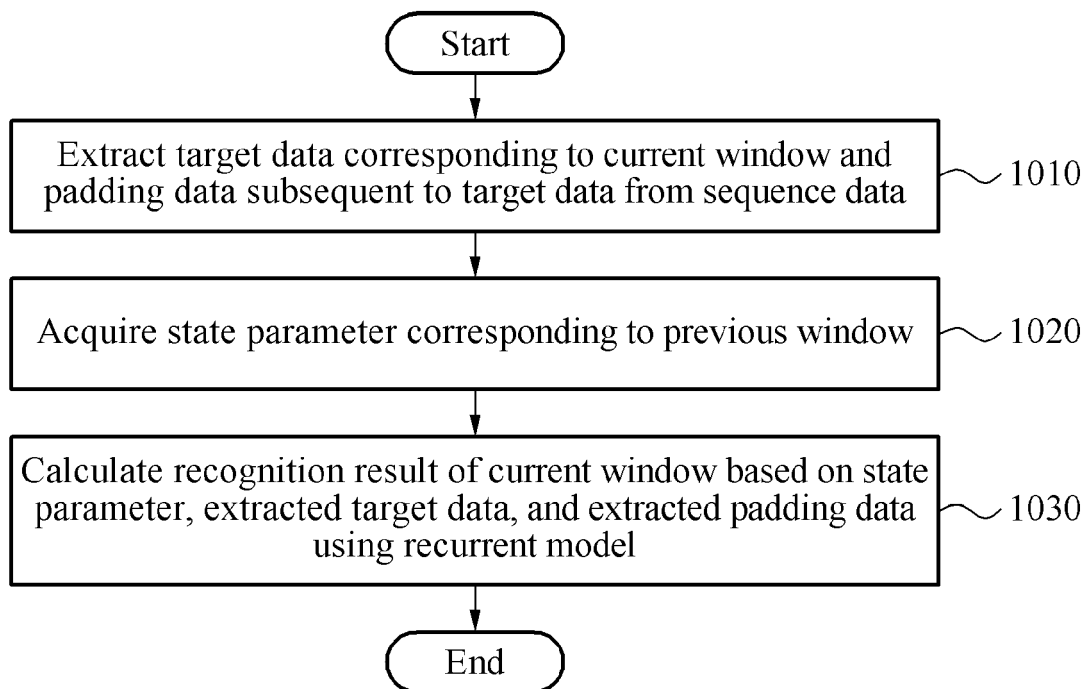 Start
Extract target data corresponding to current window and
padding data subsequent to target data from sequence data
1010
Acquire state parameter corresponding to previous window
1020
Calculate recognition result of current window based on state
parameter, extracted target data, and extracted padding data
using recurrent model
1030
End